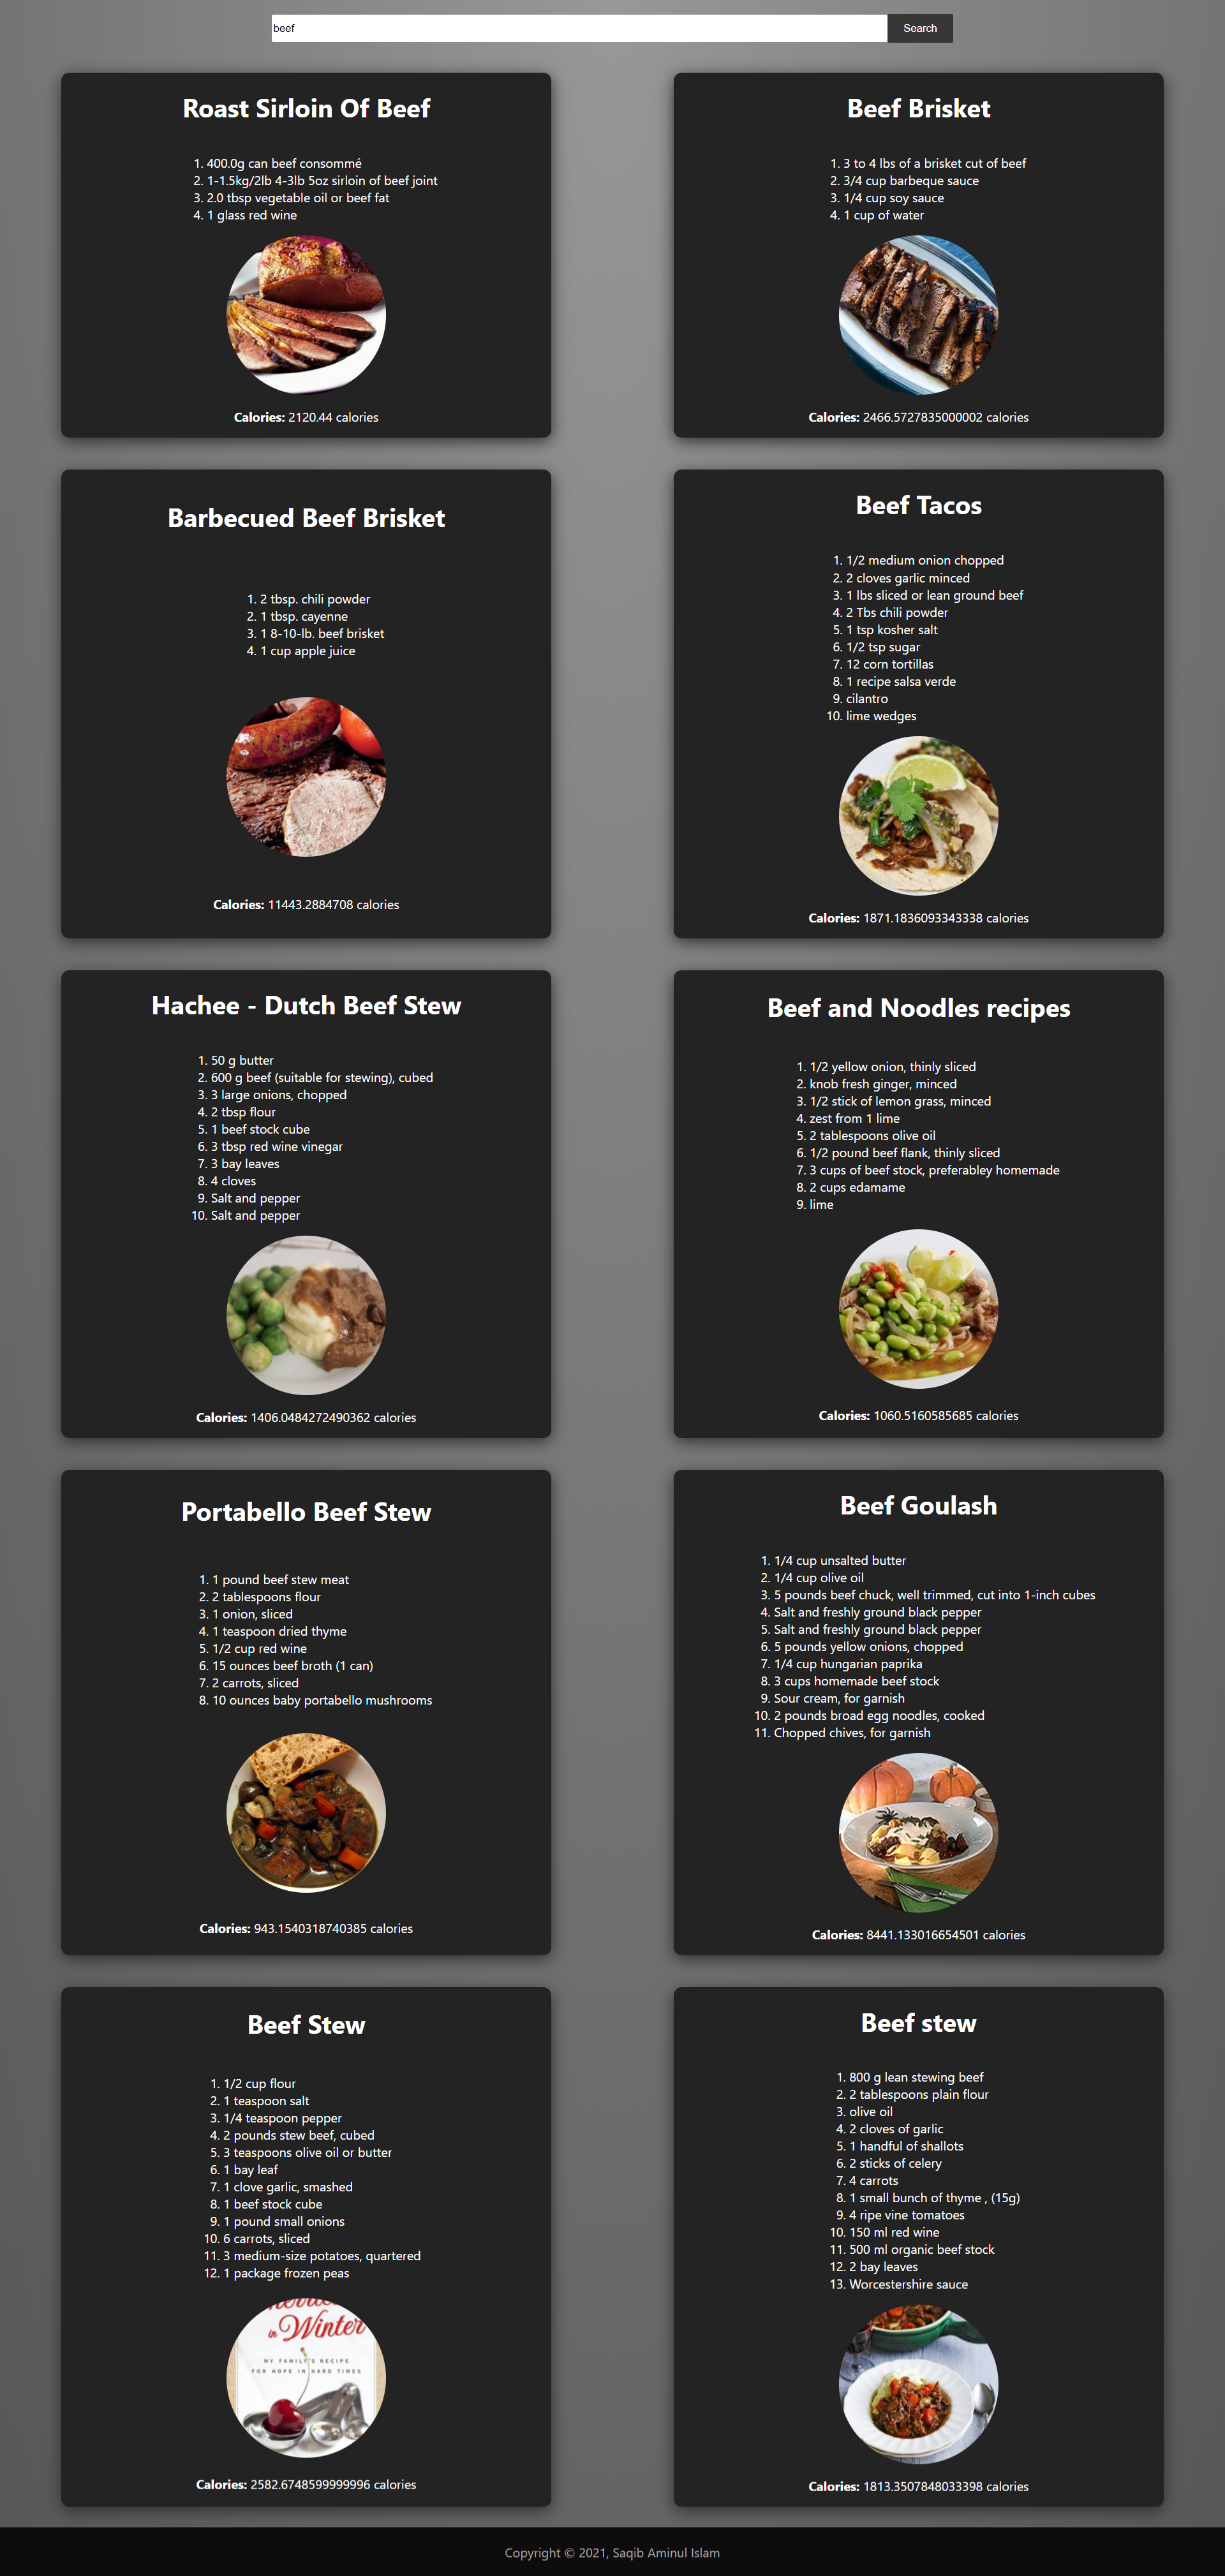 beef
Search
Roast Sirloin Of Beef
1. 400.0g can beef consommé
2. 1-1.5kg/2lb 4-3lb 5oz sirloin of beef joint
3. 2.0 tbsp vegetable oil or beef fat
4. 1 glass red wine
Calories: 2120.44 calories
Beef Brisket
1. 3 to 4 lbs of a brisket cut of beef
2. 3/4 cup barbeque sauce
3. 1/4 cup soy sauce
4. 1 cup of water
Calories: 2466.5727835000002 calories
Barbecued Beef Brisket
1. 2 tbsp. chili powder
2. 1 tbsp. cayenne
3. 1 8-10-lb. beef brisket
4. 1 cup apple juice
Calories: 11443.2884708 calories
Beef Tacos
1. 1/2 medium onion chopped
2. 2 cloves garlic minced
3. 1 lbs sliced or lean ground beef
4. 2 Tbs chili powder
5. 1 tsp kosher salt
6. 1/2 tsp sugar
7. 12 corn tortillas
8. 1 recipe salsa verde
9. cilantro
10. lime wedges
Calories: 1871.1836093343338 calories
Hachee - Dutch Beef Stew
1. 50 g butter
2. 600 g beef (suitable for stewing), cubed
3. 3 large onions, chopped
4. 2 tbsp flour
5. 1 beef stock cube
6. 3 tbsp red wine vinegar
7. 3 bay leaves
8. 4 cloves
9. Salt and pepper
10. Salt and pepper
Calories: 1406.0484272490362 calories
Beef and Noodles recipes
1. 1/2 yellow onion, thinly sliced
2. knob fresh ginger, minced
3. 1/2 stick of lemon grass, minced
4. zest from 1 lime
5. 2 tablespoons olive oil
6. 1/2 pound beef flank, thinly sliced
7. 3 cups of beef stock, preferabley homemade
8. 2 cups edamame
9. lime
Calories: 1060.5160585685 calories
Portabello Beef Stew
1. 1 pound beef stew meat
2. 2 tablespoons flour
3. 1 onion, sliced
4. 1 teaspoon dried thyme
5. 1/2 cup red wine
6. 15 ounces beef broth (1 can)
7. 2 carrots, sliced
8. 10 ounces baby portabello mushrooms
Calories: 943.1540318740385 calories
Beef Goulash
1. 1/4 cup unsalted butter
2. 1/4 cup olive oil
3. 5 pounds beef chuck, well trimmed, cut into 1-inch cubes
4. Salt and freshly ground black pepper
5. Salt and freshly ground black pepper
6. 5 pounds yellow onions, chopped
7. 1/4 cup hungarian paprika
8. 3 cups homemade beef stock
9. Sour cream, for garnish
10. 2 pounds broad egg noodles, cooked
11. Chopped chives, for garnish
Calories: 8441.133016654501 calories
Beef Stew
1. 1/2 cup flour
2. 1 teaspoon salt
3. 1/4 teaspoon pepper
4. 2 pounds stew beef, cubed
5. 3 teaspoons olive oil or butter
6. 1 bay leaf
7. 1 clove garlic, smashed
8. 1 beef stock cube
9. 1 pound small onions
10. 6 carrots, sliced
11. 3 medium-size potatoes, quartered
12. 1 package frozen peas
in Winter
MY FAMILY'S RECIPE
FOR HOPE IN HARD TIMES
Calories: 2582.6748599999996 calories
Beef stew
1. 800 g lean stewing beef
2. 2 tablespoons plain flour
3. olive oil
4. 2 cloves of garlic
5. 1 handful of shallots
6. 2 sticks of celery
7. 4 carrots
8. 1 small bunch of thyme , (15g)
9. 4 ripe vine tomatoes
10. 150 ml red wine
11. 500 ml organic beef stock
12. 2 bay leaves
13. Worcestershire sauce
Calories: 1813.3507848033398 calories
Copyright © 2021, Saqib Aminul Islam